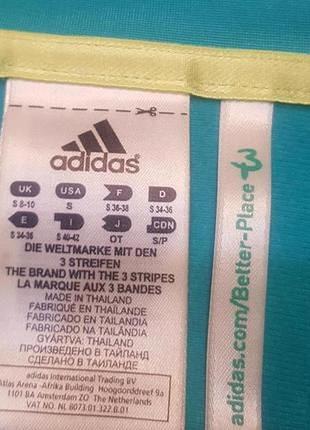 adidas
UK USA F D
S 8-10 S S 36-38 S 34-36
E I J CDN
S 34-36 S 40-42 OT S/P
DIE WELTMARKE MIT DEN
3 STREIFEN
THE BRAND WITH THE 3 STRIPES
LA MARQUE AUX 3 BANDES
MADE IN THAILAND
FABRIQUÉ EN THAÏLANDE
FABRICADO EN TAILANDIA
FABRICADO NA TAILÂNDIA
GYÁRTVA: THAIFÖLD
ПРОИЗВЕДЕНО В ТАЙЛАНД
СДЕЛАНО В ТАИЛАНДЕ
adidas International Trading BV
Atlas Arena -Afrika Building Hoogoorddreef 9a
1101 BA Amsterdam ZO The Netherlands
VAT NO NL 8073.01.322.B.01
adidas.com/Better-Place